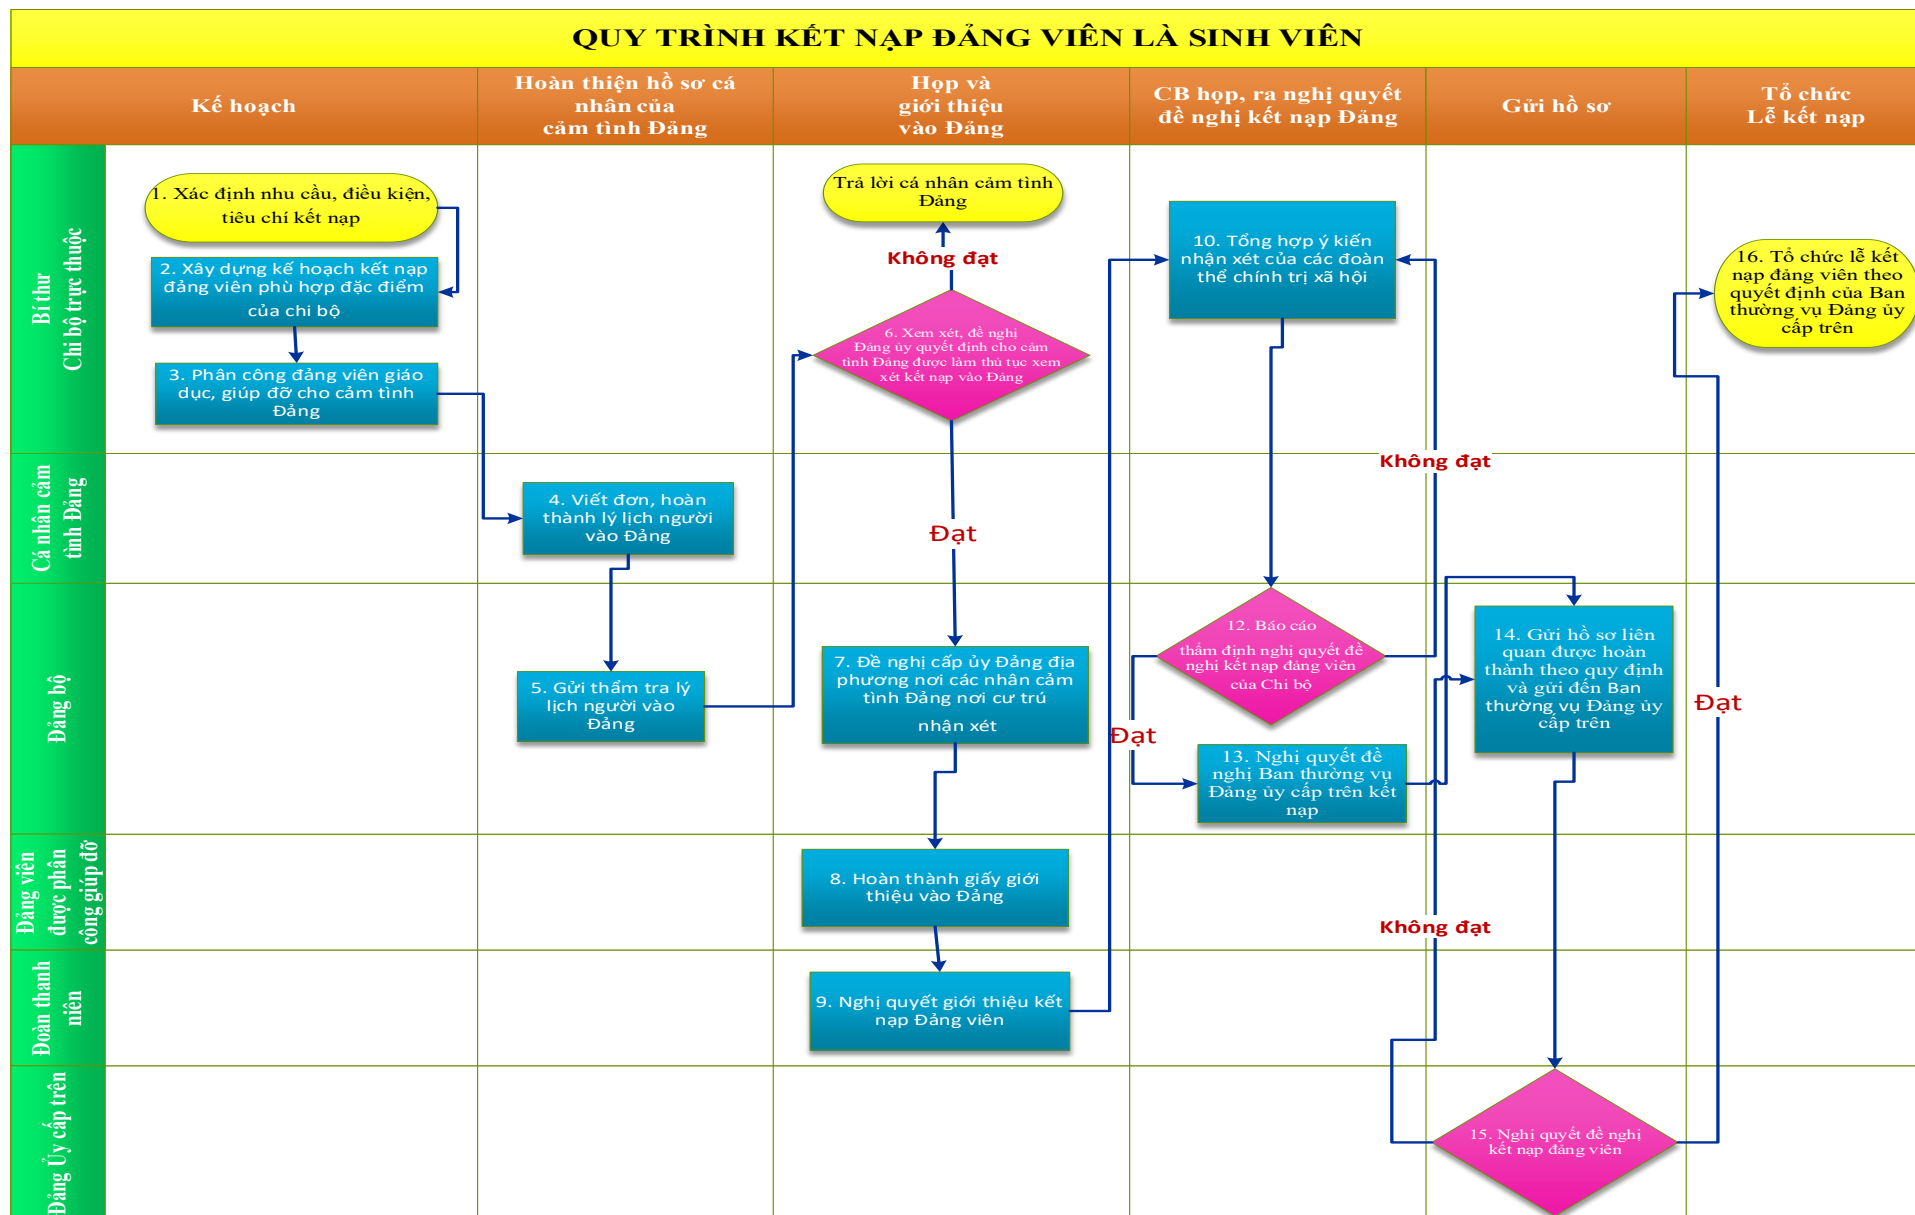 QUY TRÌNH KẾT NẠP ĐẢNG VIÊN LÀ SINH VIÊN
Kế hoạch
Hoàn thiện hồ sơ cá
nhân của
cảm tình Đảng
Họp và
giới thiệu
vào Đảng
CB họp, ra nghị quyết
đề nghị kết nạp Đảng
Gửi hồ sơ
Tổ chức
Lễ kết nạp
Bí thư
Chi bộ trực thuộc
1. Xác định nhu cầu, điều kiện,
tiêu chí kết nạp
2. Xây dựng kế hoạch kết nạp
đảng viên phù hợp đặc điểm
của chi bộ
3. Phân công đảng viên giáo
dục, giúp đỡ cho cảm tình
Đảng
Trả lời cá nhân cảm tình
Đảng
Không đạt
6. Xem xét, đề nghị
Đảng ủy quyết định cho cảm
tình Đảng được làm thủ tục xem
xét kết nạp vào Đảng
10. Tổng hợp ý kiến
nhận xét của các đoàn
thể chính trị xã hội
16. Tổ chức lễ kết
nạp đảng viên theo
quyết định của Ban
thường vụ Đảng ủy
cấp trên
Cá nhân cảm
tình Đảng
4. Viết đơn, hoàn
thành lý lịch người
vào Đảng
Đạt
Không đạt
Đảng bộ
5. Gửi thẩm tra lý
lịch người vào
Đảng
7. Đề nghị cấp ủy Đảng địa
phương nơi các nhân cảm
tình Đảng nơi cư trú
nhận xét
12. Báo cáo
thẩm định nghị quyết đề
nghị kết nạp đảng viên
của Chi bộ
Đạt
13. Nghị quyết đề
nghị Ban thường vụ
Đảng ủy cấp trên kết
nạp
14. Gửi hồ sơ liên
quan được hoàn
thành theo quy định
và gửi đến Ban
thường vụ Đảng ủy
cấp trên
Đạt
Đảng viên
được phân
công giúp đỡ
8. Hoàn thành giấy giới
thiệu vào Đảng
Không đạt
Đoàn thanh
niên
9. Nghị quyết giới thiệu kết
nạp Đảng viên
Đảng Ủy cấp trên
15. Nghị quyết đề nghị
kết nạp đảng viên